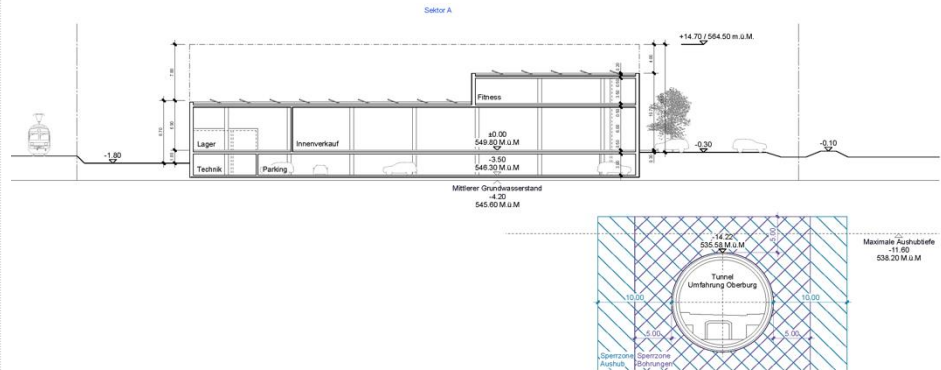 Sektor A
+14.70 / 564.50 m.ü.M.
Fitness
Lager
Innenverkauf
±0.00
549.80 M.ü.M
-1.80
-0.30
-0.10
-3.50
546.30 M.ü.M
Technik
Parking
Mittlerer Grundwasserstand
-4.20
545.60 M.ü.M
-14.22
535.58 M.ü.M
5.00
Maximale Aushubtiefe
-11.60
538.20 M.ü.M
Tunnel
Umfahrung Oberburg
10.00
10.00
5.00
5.00
Sperrzone
Aushub
Sperrzone
Bohrungen